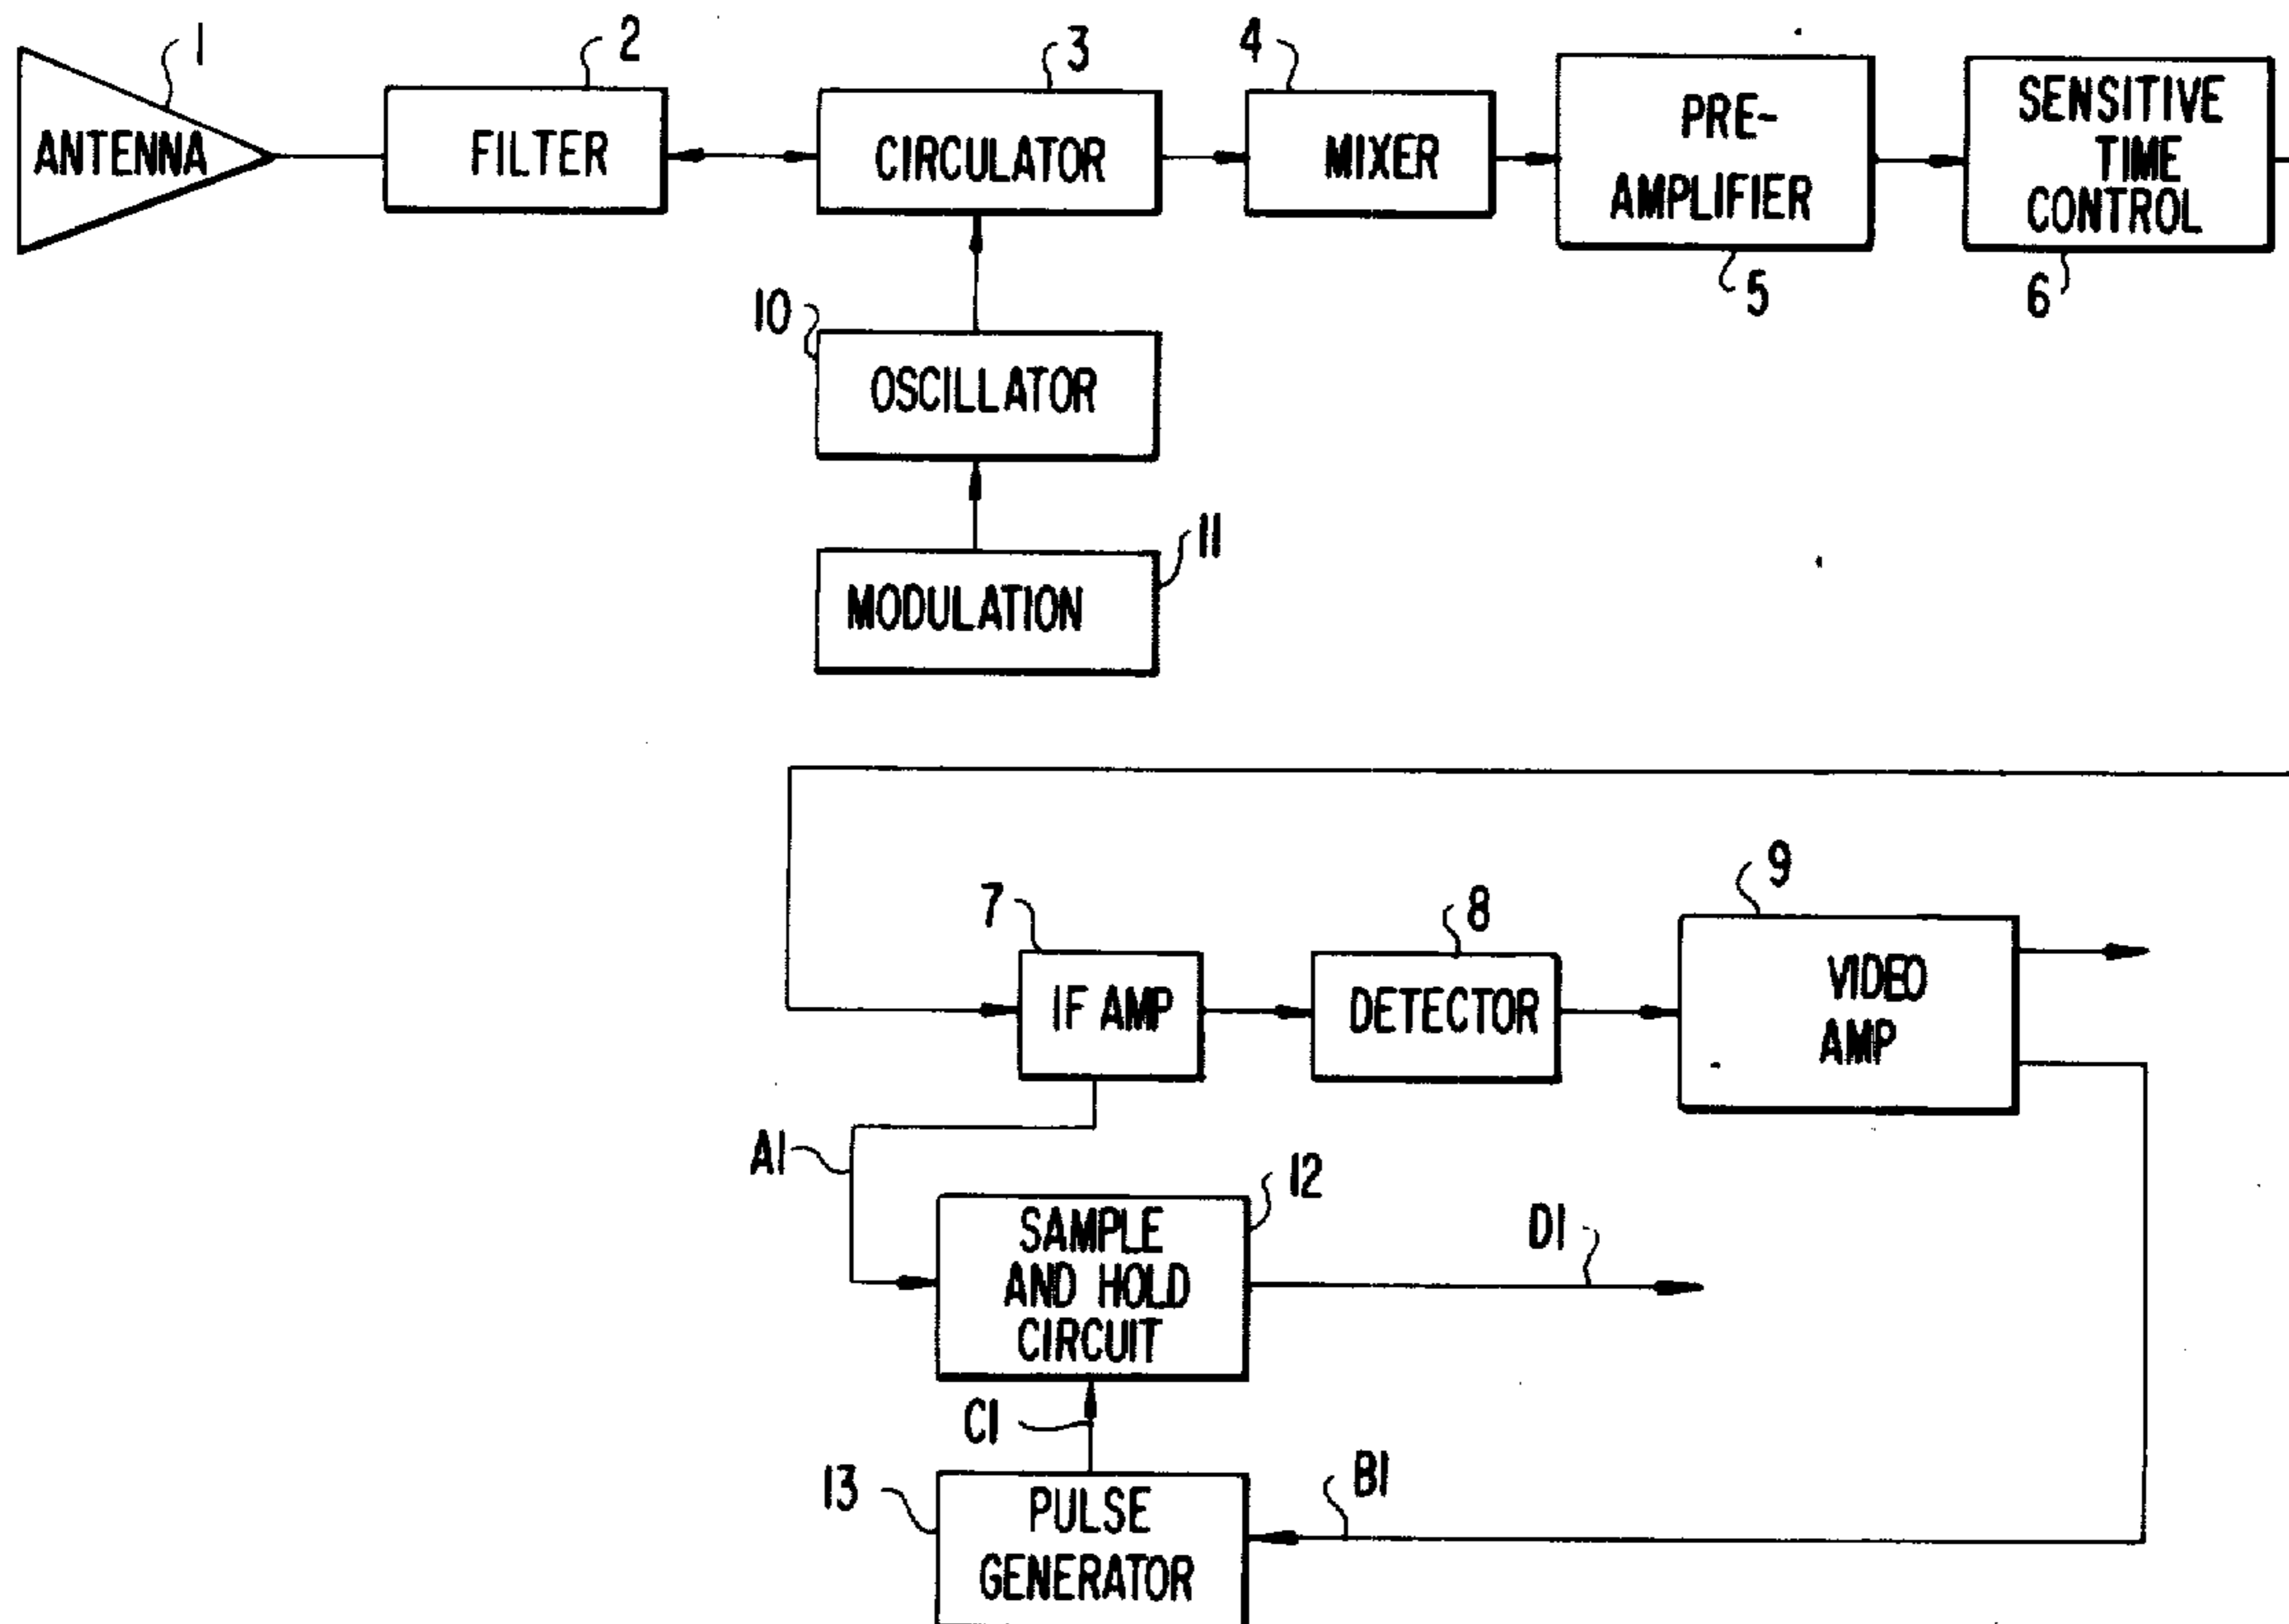 1
2
3
4
ANTENNA
FILTER
CIRCULATOR
MIXER
PRE-
AMPLIFIER
SENSITIVE
TIME
CONTROL
5
6
10
OSCILLATOR
11
MODULATION
7
8
9
IF AMP
DETECTOR
VIDEO
AMP
A1
12
SAMPLE
AND HOLD
CIRCUIT
D1
C1
13
PULSE
GENERATOR
B1